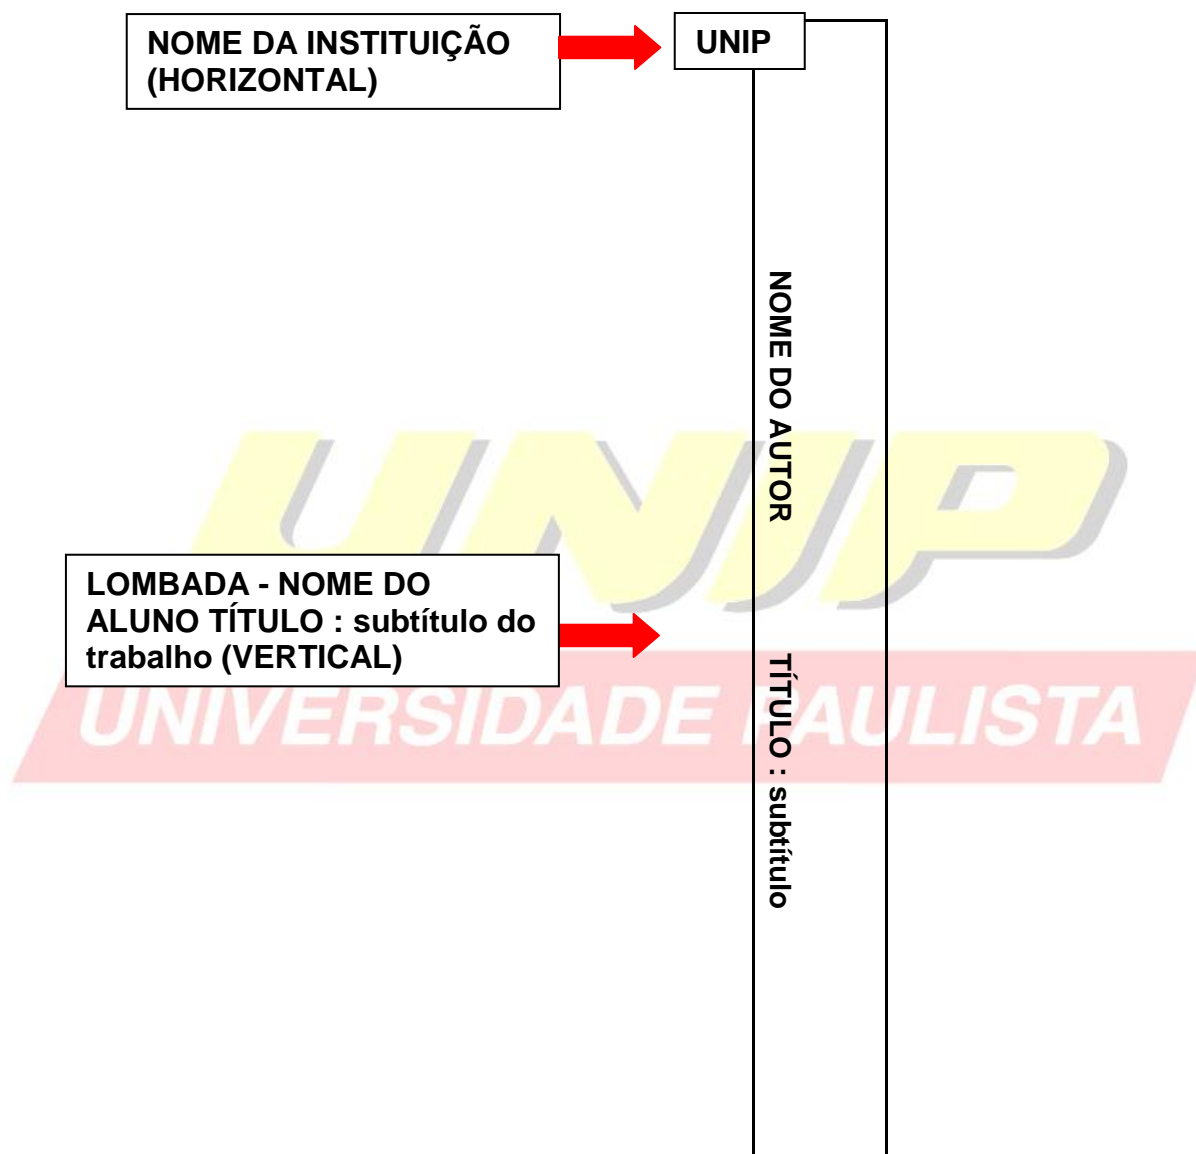 NOME DA INSTITUIÇÃO
(HORIZONTAL)
UNIP
NOME DO AUTOR
UNIP
LOMBADA - NOME DO
ALUNO TÍTULO : subtítulo do
trabalho (VERTICAL)
TÍTULO : subtítulo
UNIVERSIDADE PAULISTA